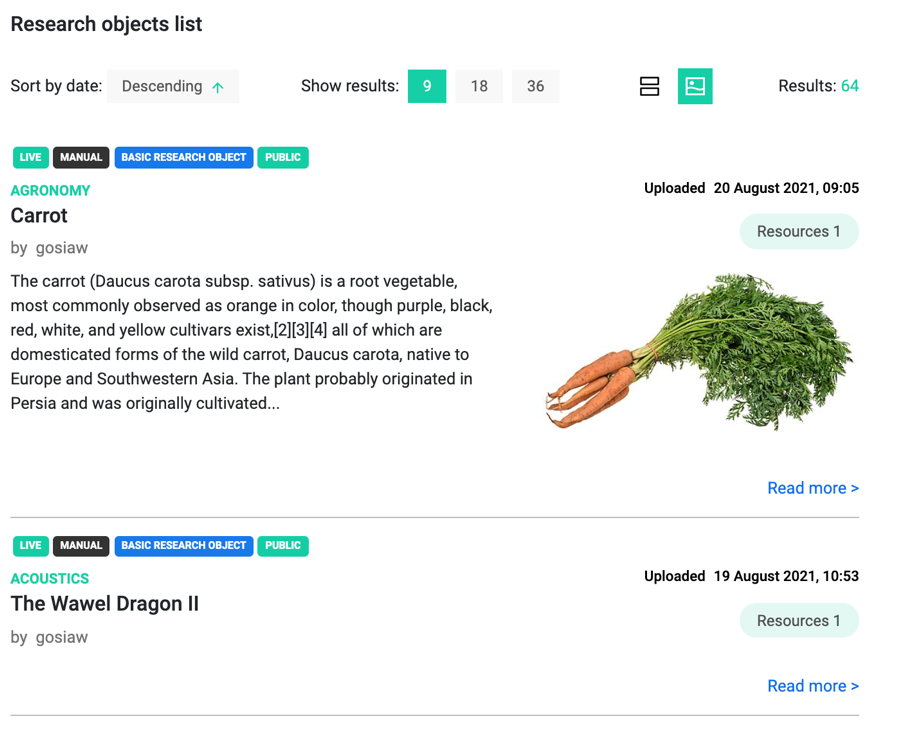 Research objects list
Sort by date: Descending ↑ Show results: 9 18 36 Results: 64
LIVE MANUAL BASIC RESEARCH OBJECT PUBLIC
AGRONOMY
Uploaded 20 August 2021, 09:05
Carrot
Resources 1
by gosiaw
The carrot (Daucus carota subsp. sativus) is a root vegetable,
most commonly observed as orange in color, though purple, black,
red, white, and yellow cultivars exist,[2][3][4] all of which are
domesticated forms of the wild carrot, Daucus carota, native to
Europe and Southwestern Asia. The plant probably originated in
Persia and was originally cultivated...
Read more >
LIVE MANUAL BASIC RESEARCH OBJECT PUBLIC
ACOUSTICS
Uploaded 19 August 2021, 10:53
The Wawel Dragon II
Resources 1
by gosiaw
Read more >